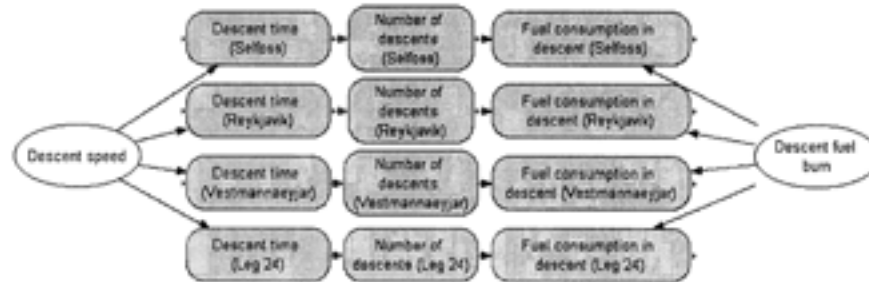 Descent time
(Selfoss)
Number of
descents
(Selfoss)
Fuel consumption in
descent (Selfoss)
Descent time
(Reykjavik)
Number of
descents
(Reykjavik)
Fuel consumption in
descent (Reykjavik)
Descent speed
Descent fuel
burn
Descent time
(Vestmannaeyjar)
Number of
descents
(Vestmannaeyjar)
Fuel consumption in
descent (Vestmannaeyjar)
Descent time
(Leg 24)
Number of
descents (Leg 24)
Fuel consumption in
descent (Leg 24)